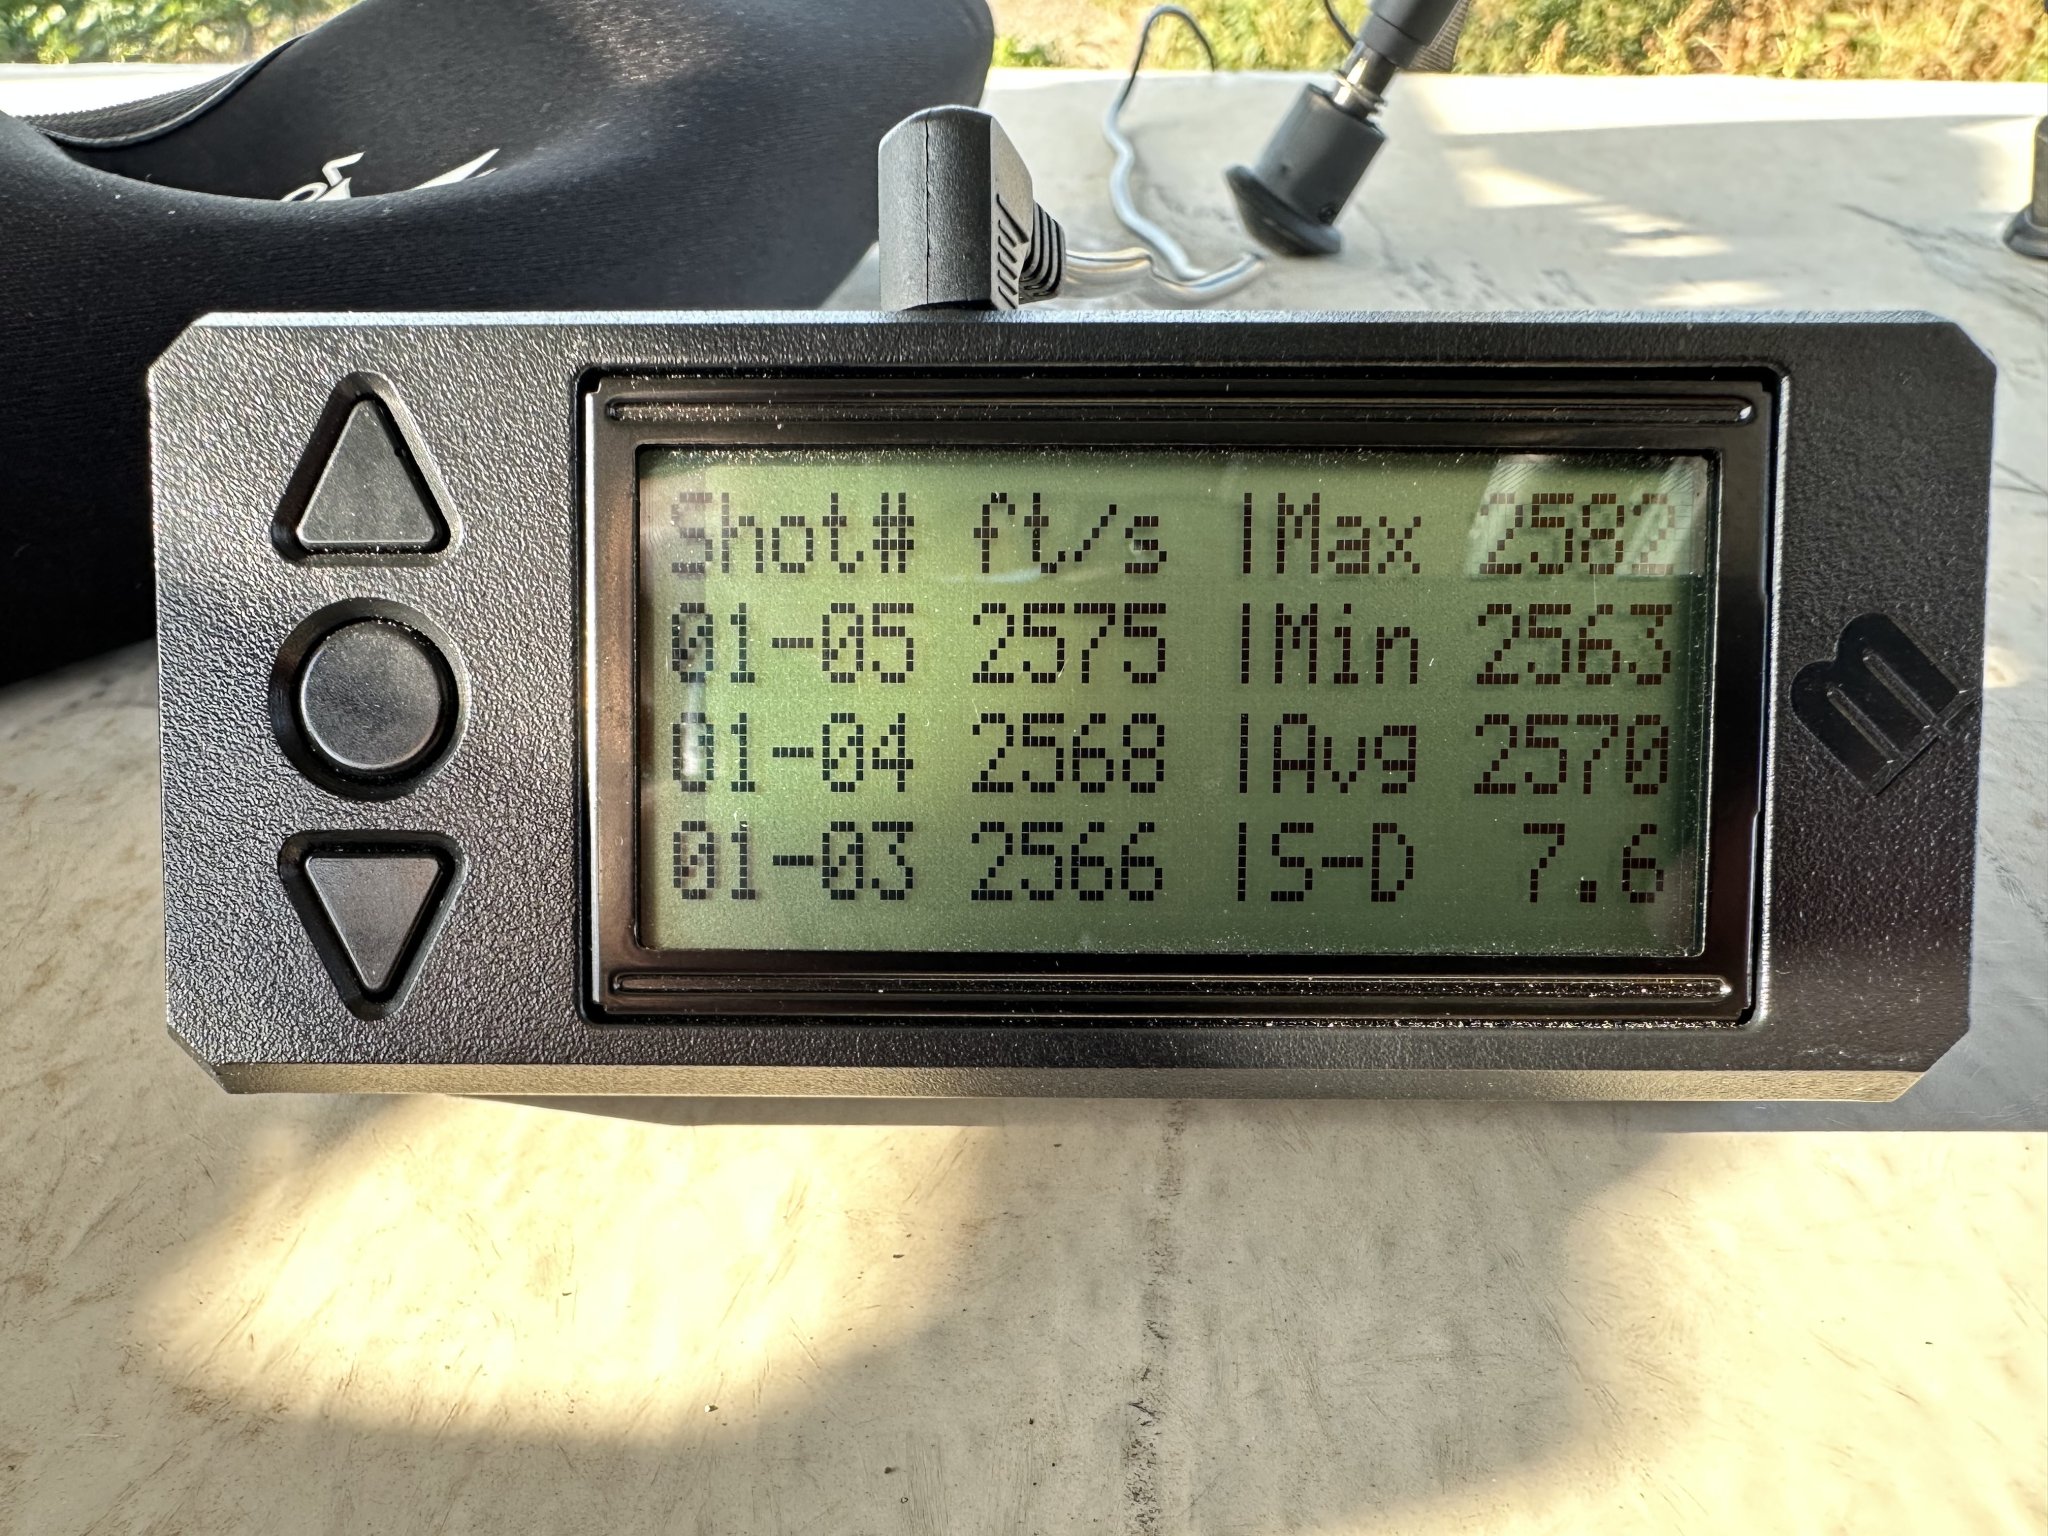 Shot# ft/s |Max 2582
01-05 2575 |Min 2563
01-04 2568 |Avg 2570
01-03 2566 |S-D 7.6